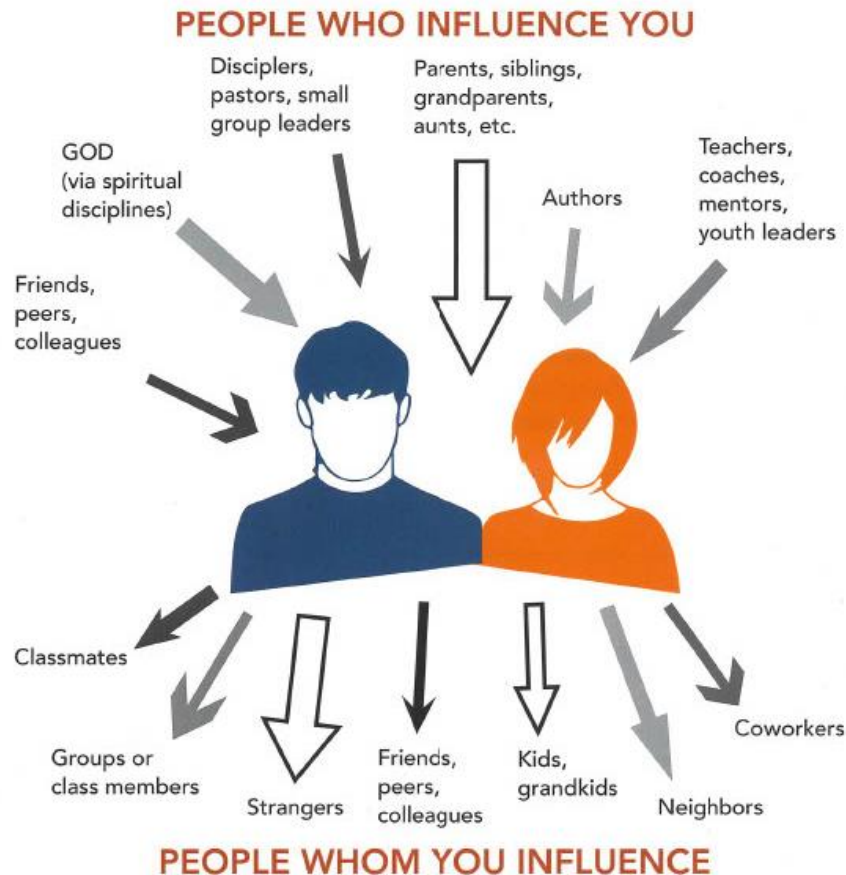 PEOPLE WHO INFLUENCE YOU
Disciplers,
pastors, small
group leaders
Parents, siblings,
grandparents,
aunts, etc.
GOD
(via spiritual
disciplines)
Authors
Teachers,
coaches,
mentors,
youth leaders
Friends,
peers,
colleagues
Classmates
Groups or
class members
Strangers
Friends,
peers,
colleagues
Kids,
grandkids
Neighbors
Coworkers
PEOPLE WHOM YOU INFLUENCE